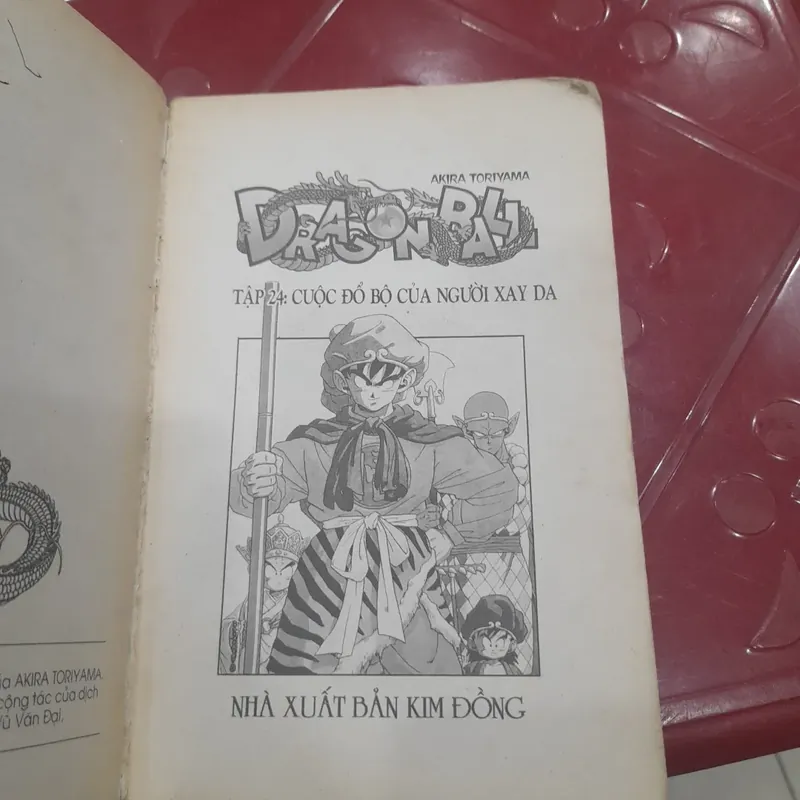 AKIRA TORIYAMA
DRAGON BALL
TẬP 24: CUỘC ĐỔ BỘ CỦA NGƯỜI XAY DA
NHÀ XUẤT BẢN KIM ĐỒNG
AKIRA TORIYAMA
cộng tác của dịch
Vũ Văn Đại,